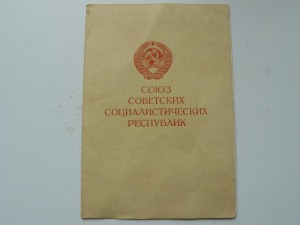 СОЮЗ
СОВЕТСКИХ
СОЦИАЛИСТИЧЕСКИХ
РЕСПУБЛИК